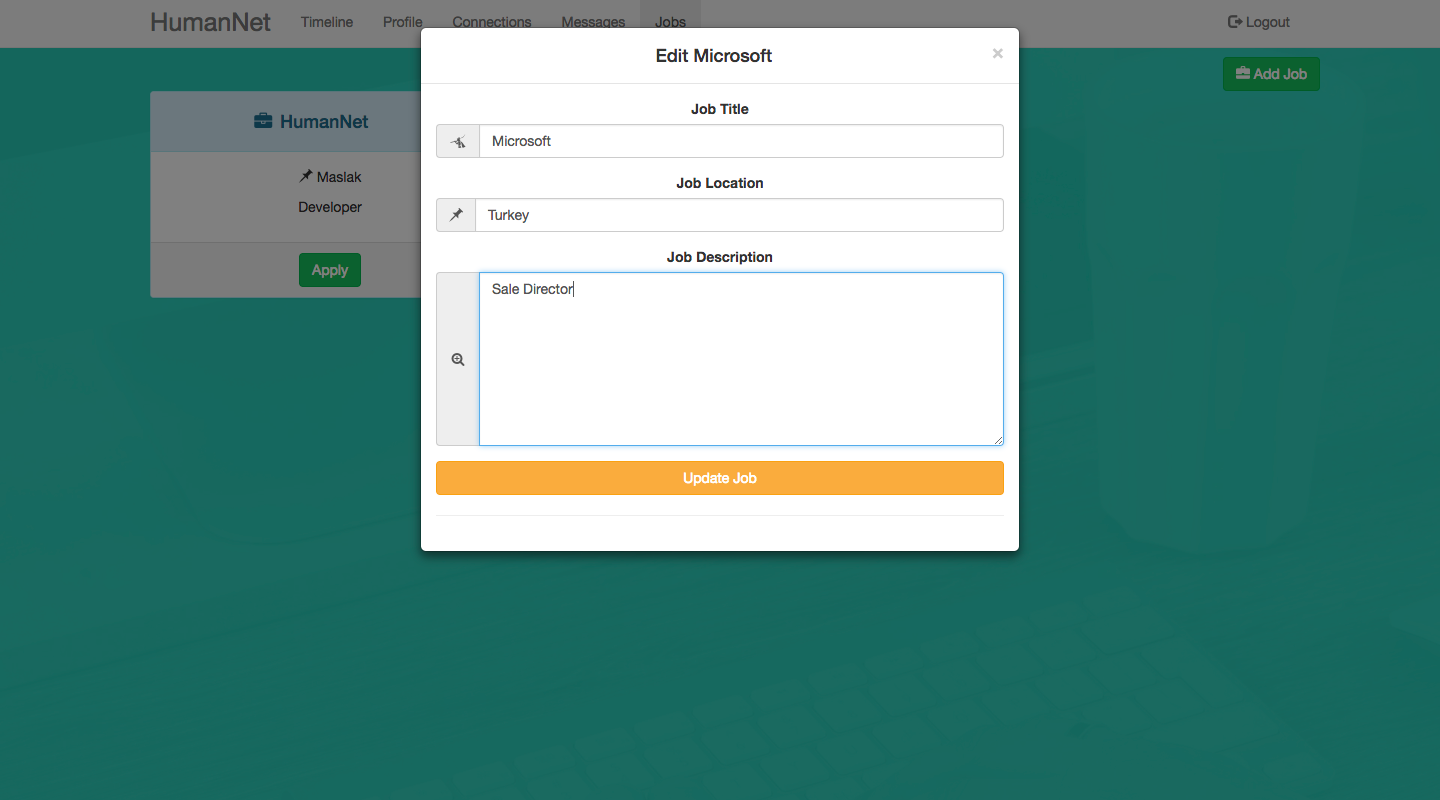 HumanNet Timeline Profile Connections Messages Jobs Logout
Add Job
HumanNet
Maslak
Developer
Apply
Edit Microsoft ×
Job Title
Microsoft
Job Location
Turkey
Job Description
Sale Director
Update Job